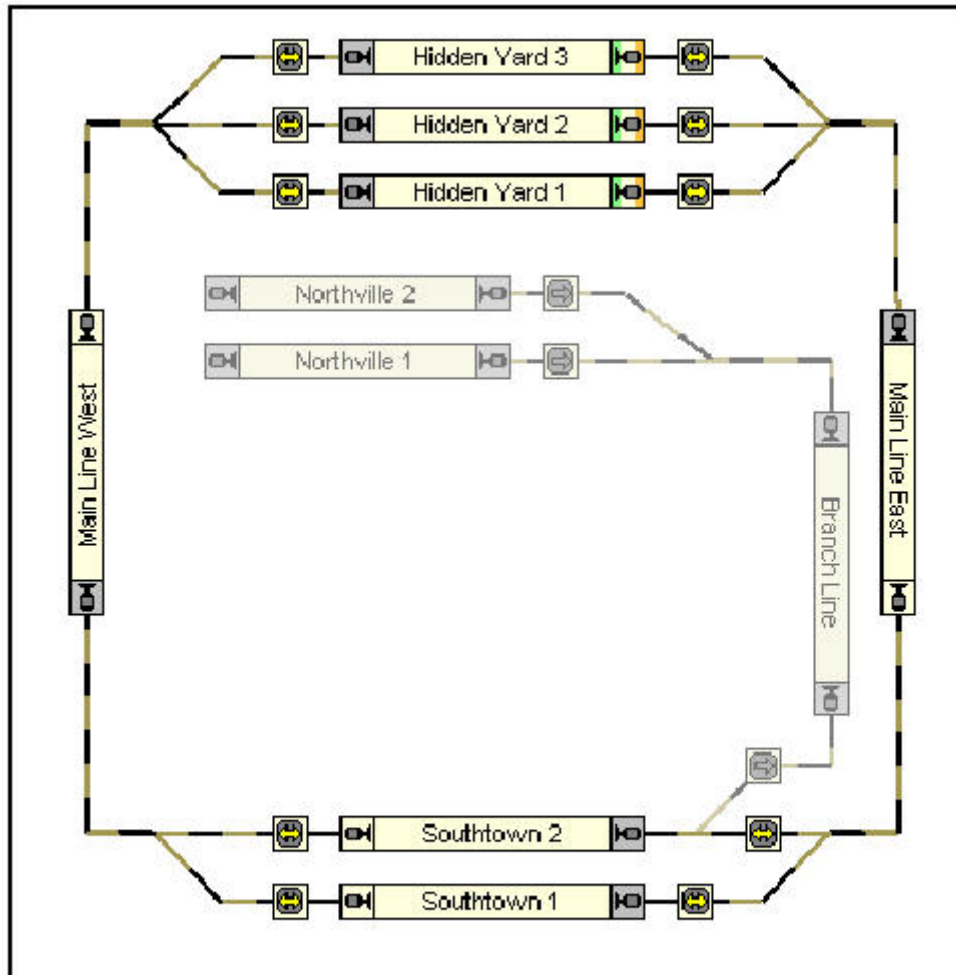 Hidden Yard 3
Hidden Yard 2
Hidden Yard 1
Northville 2
Northville 1
Main Line West
Main Line East
Branch Line
Southtown 2
Southtown 1